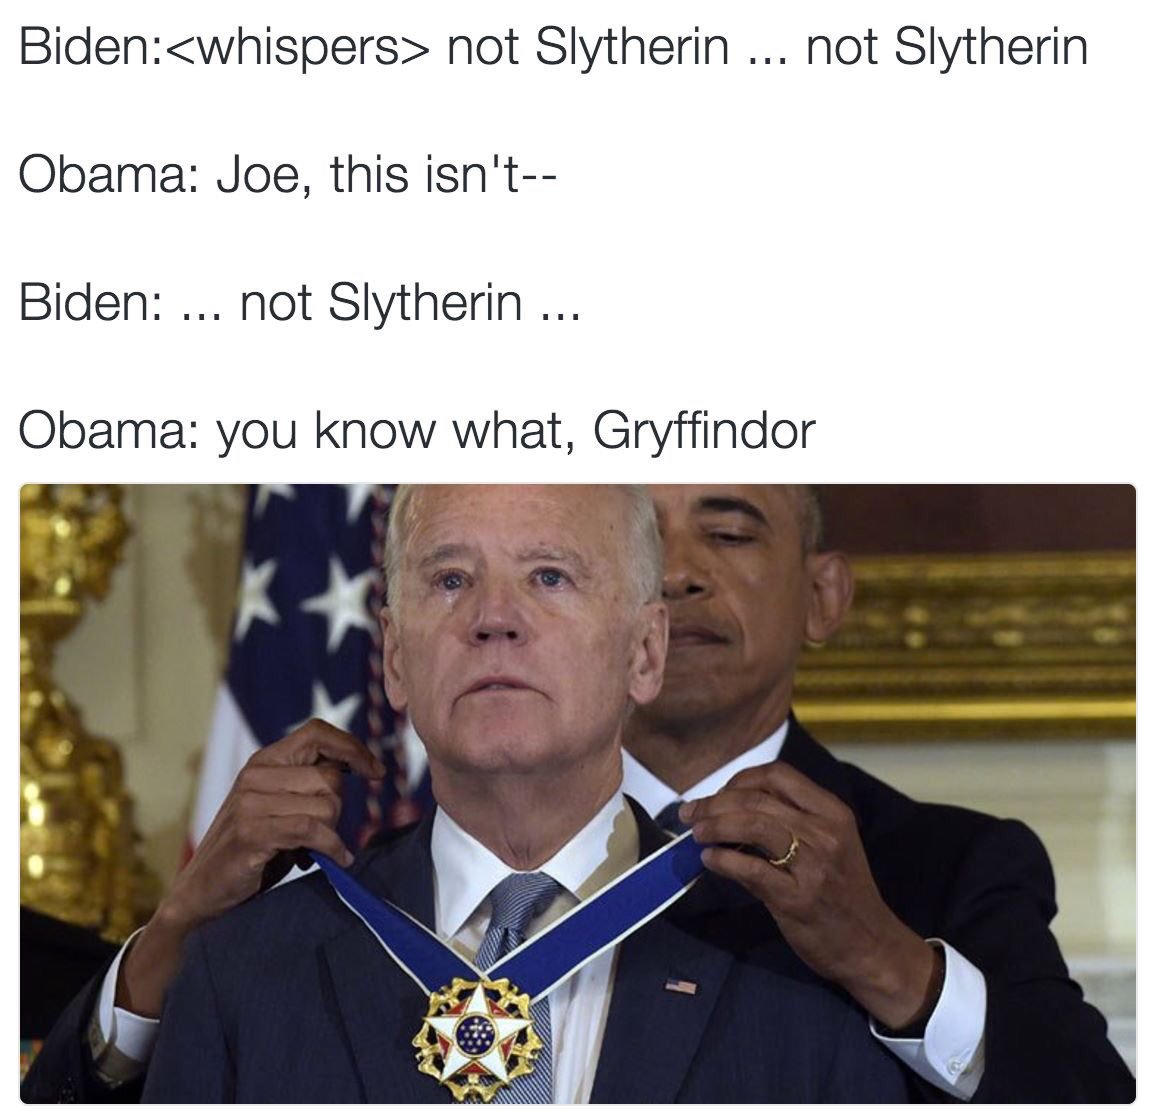 Biden:<whispers> not Slytherin ... not Slytherin
Obama: Joe, this isn't--
Biden: ... not Slytherin ...
Obama: you know what, Gryffindor